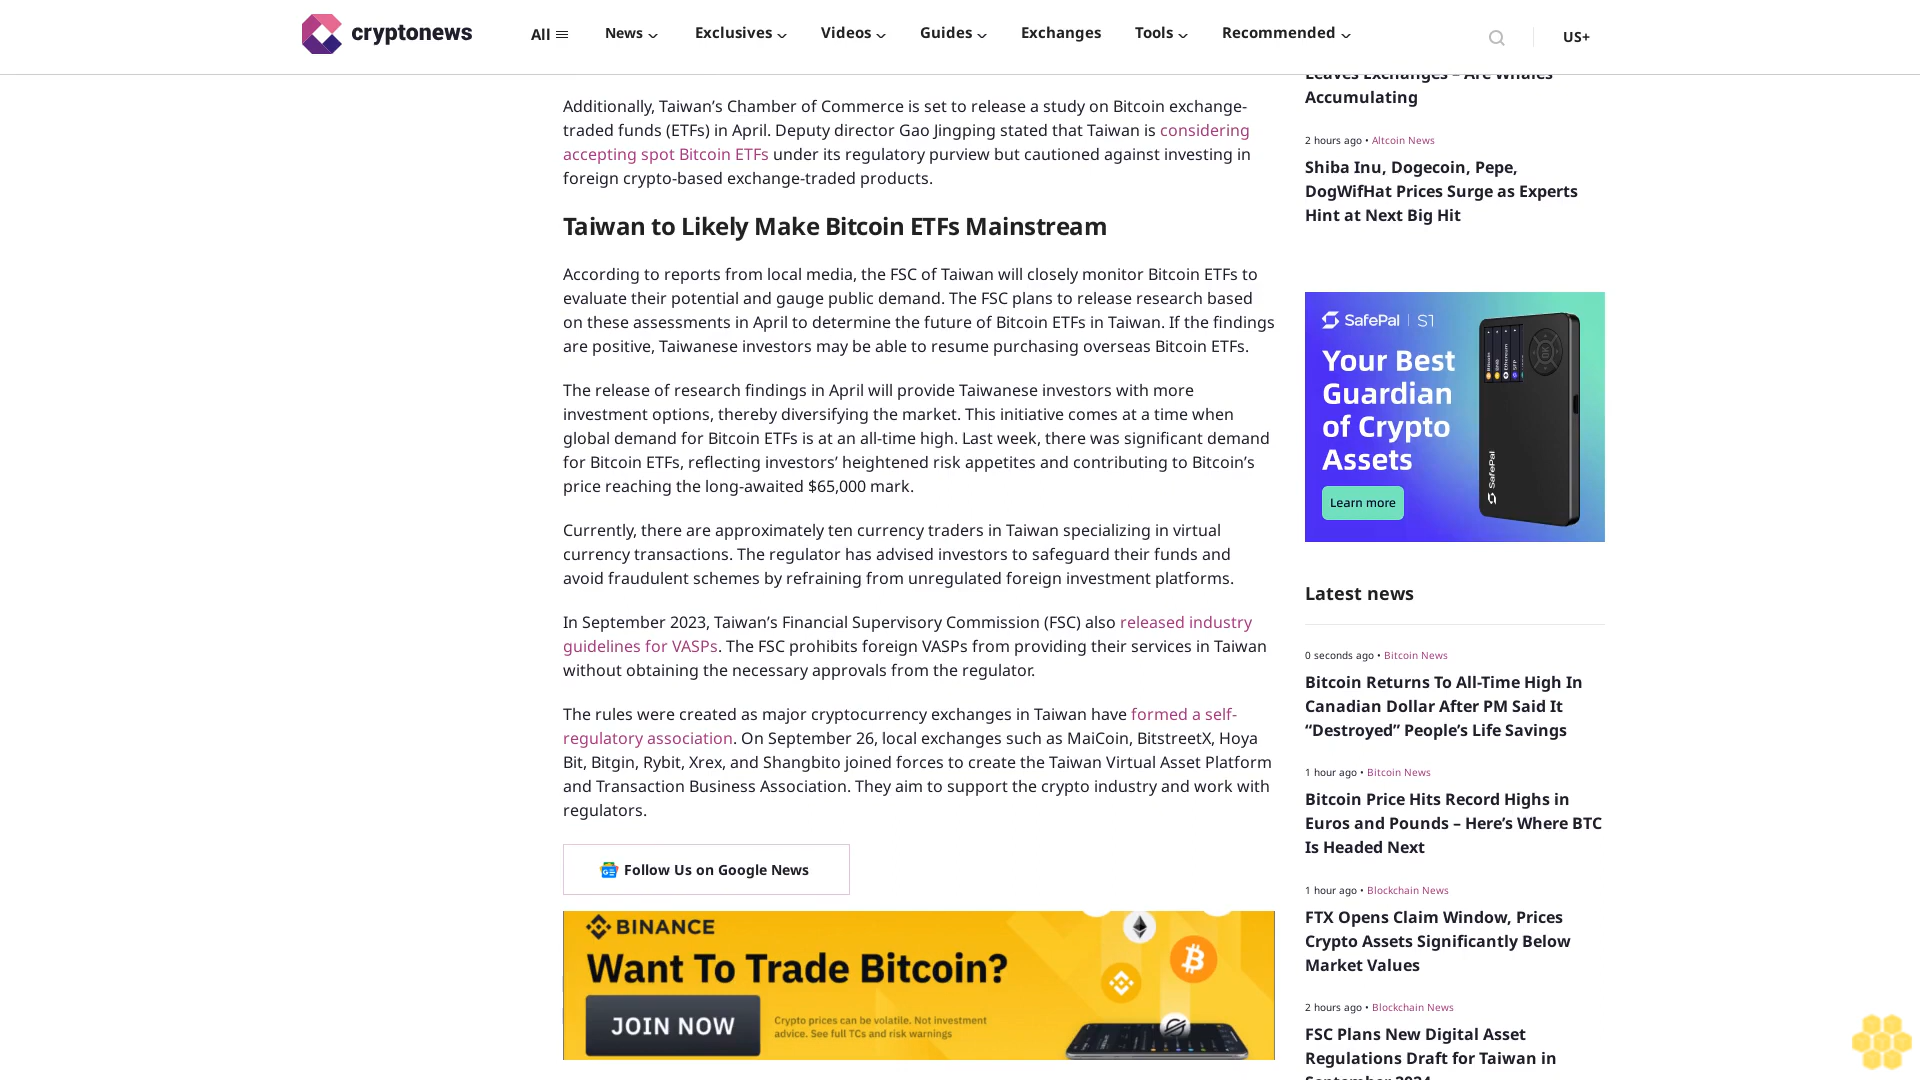 cryptonews
All
News
Exclusives
Videos
Guides
Exchanges
Tools
Recommended
US+
Additionally, Taiwan’s Chamber of Commerce is set to release a study on Bitcoin exchange-
traded funds (ETFs) in April. Deputy director Gao Jingping stated that Taiwan is considering
accepting spot Bitcoin ETFs under its regulatory purview but cautioned against investing in
foreign crypto-based exchange-traded products.
Taiwan to Likely Make Bitcoin ETFs Mainstream
According to reports from local media, the FSC of Taiwan will closely monitor Bitcoin ETFs to
evaluate their potential and gauge public demand. The FSC plans to release research based
on these assessments in April to determine the future of Bitcoin ETFs in Taiwan. If the findings
are positive, Taiwanese investors may be able to resume purchasing overseas Bitcoin ETFs.
The release of research findings in April will provide Taiwanese investors with more
investment options, thereby diversifying the market. This initiative comes at a time when
global demand for Bitcoin ETFs is at an all-time high. Last week, there was significant demand
for Bitcoin ETFs, reflecting investors’ heightened risk appetites and contributing to Bitcoin’s
price reaching the long-awaited $65,000 mark.
Currently, there are approximately ten currency traders in Taiwan specializing in virtual
currency transactions. The regulator has advised investors to safeguard their funds and
avoid fraudulent schemes by refraining from unregulated foreign investment platforms.
In September 2023, Taiwan’s Financial Supervisory Commission (FSC) also released industry
guidelines for VASPs. The FSC prohibits foreign VASPs from providing their services in Taiwan
without obtaining the necessary approvals from the regulator.
The rules were created as major cryptocurrency exchanges in Taiwan have formed a self-
regulatory association. On September 26, local exchanges such as MaiCoin, BitstreetX, Hoya
Bit, Bitgin, Rybit, Xrex, and Shangbito joined forces to create the Taiwan Virtual Asset Platform
and Transaction Business Association. They aim to support the crypto industry and work with
regulators.
Follow Us on Google News
BINANCE
Want To Trade Bitcoin?
JOIN NOW
Crypto prices can be volatile. Not investment
advice. See full TCs and risk warnings
Leaves Exchanges – Are Whales
Accumulating
2 hours ago • Altcoin News
Shiba Inu, Dogecoin, Pepe,
DogWifHat Prices Surge as Experts
Hint at Next Big Hit
SafePal | S1
Your Best
Guardian
of Crypto
Assets
Learn more
SafePal
Latest news
0 seconds ago • Bitcoin News
Bitcoin Returns To All-Time High In
Canadian Dollar After PM Said It
“Destroyed” People’s Life Savings
1 hour ago • Bitcoin News
Bitcoin Price Hits Record Highs in
Euros and Pounds – Here’s Where BTC
Is Headed Next
1 hour ago • Blockchain News
FTX Opens Claim Window, Prices
Crypto Assets Significantly Below
Market Values
2 hours ago • Blockchain News
FSC Plans New Digital Asset
Regulations Draft for Taiwan in
September 2024